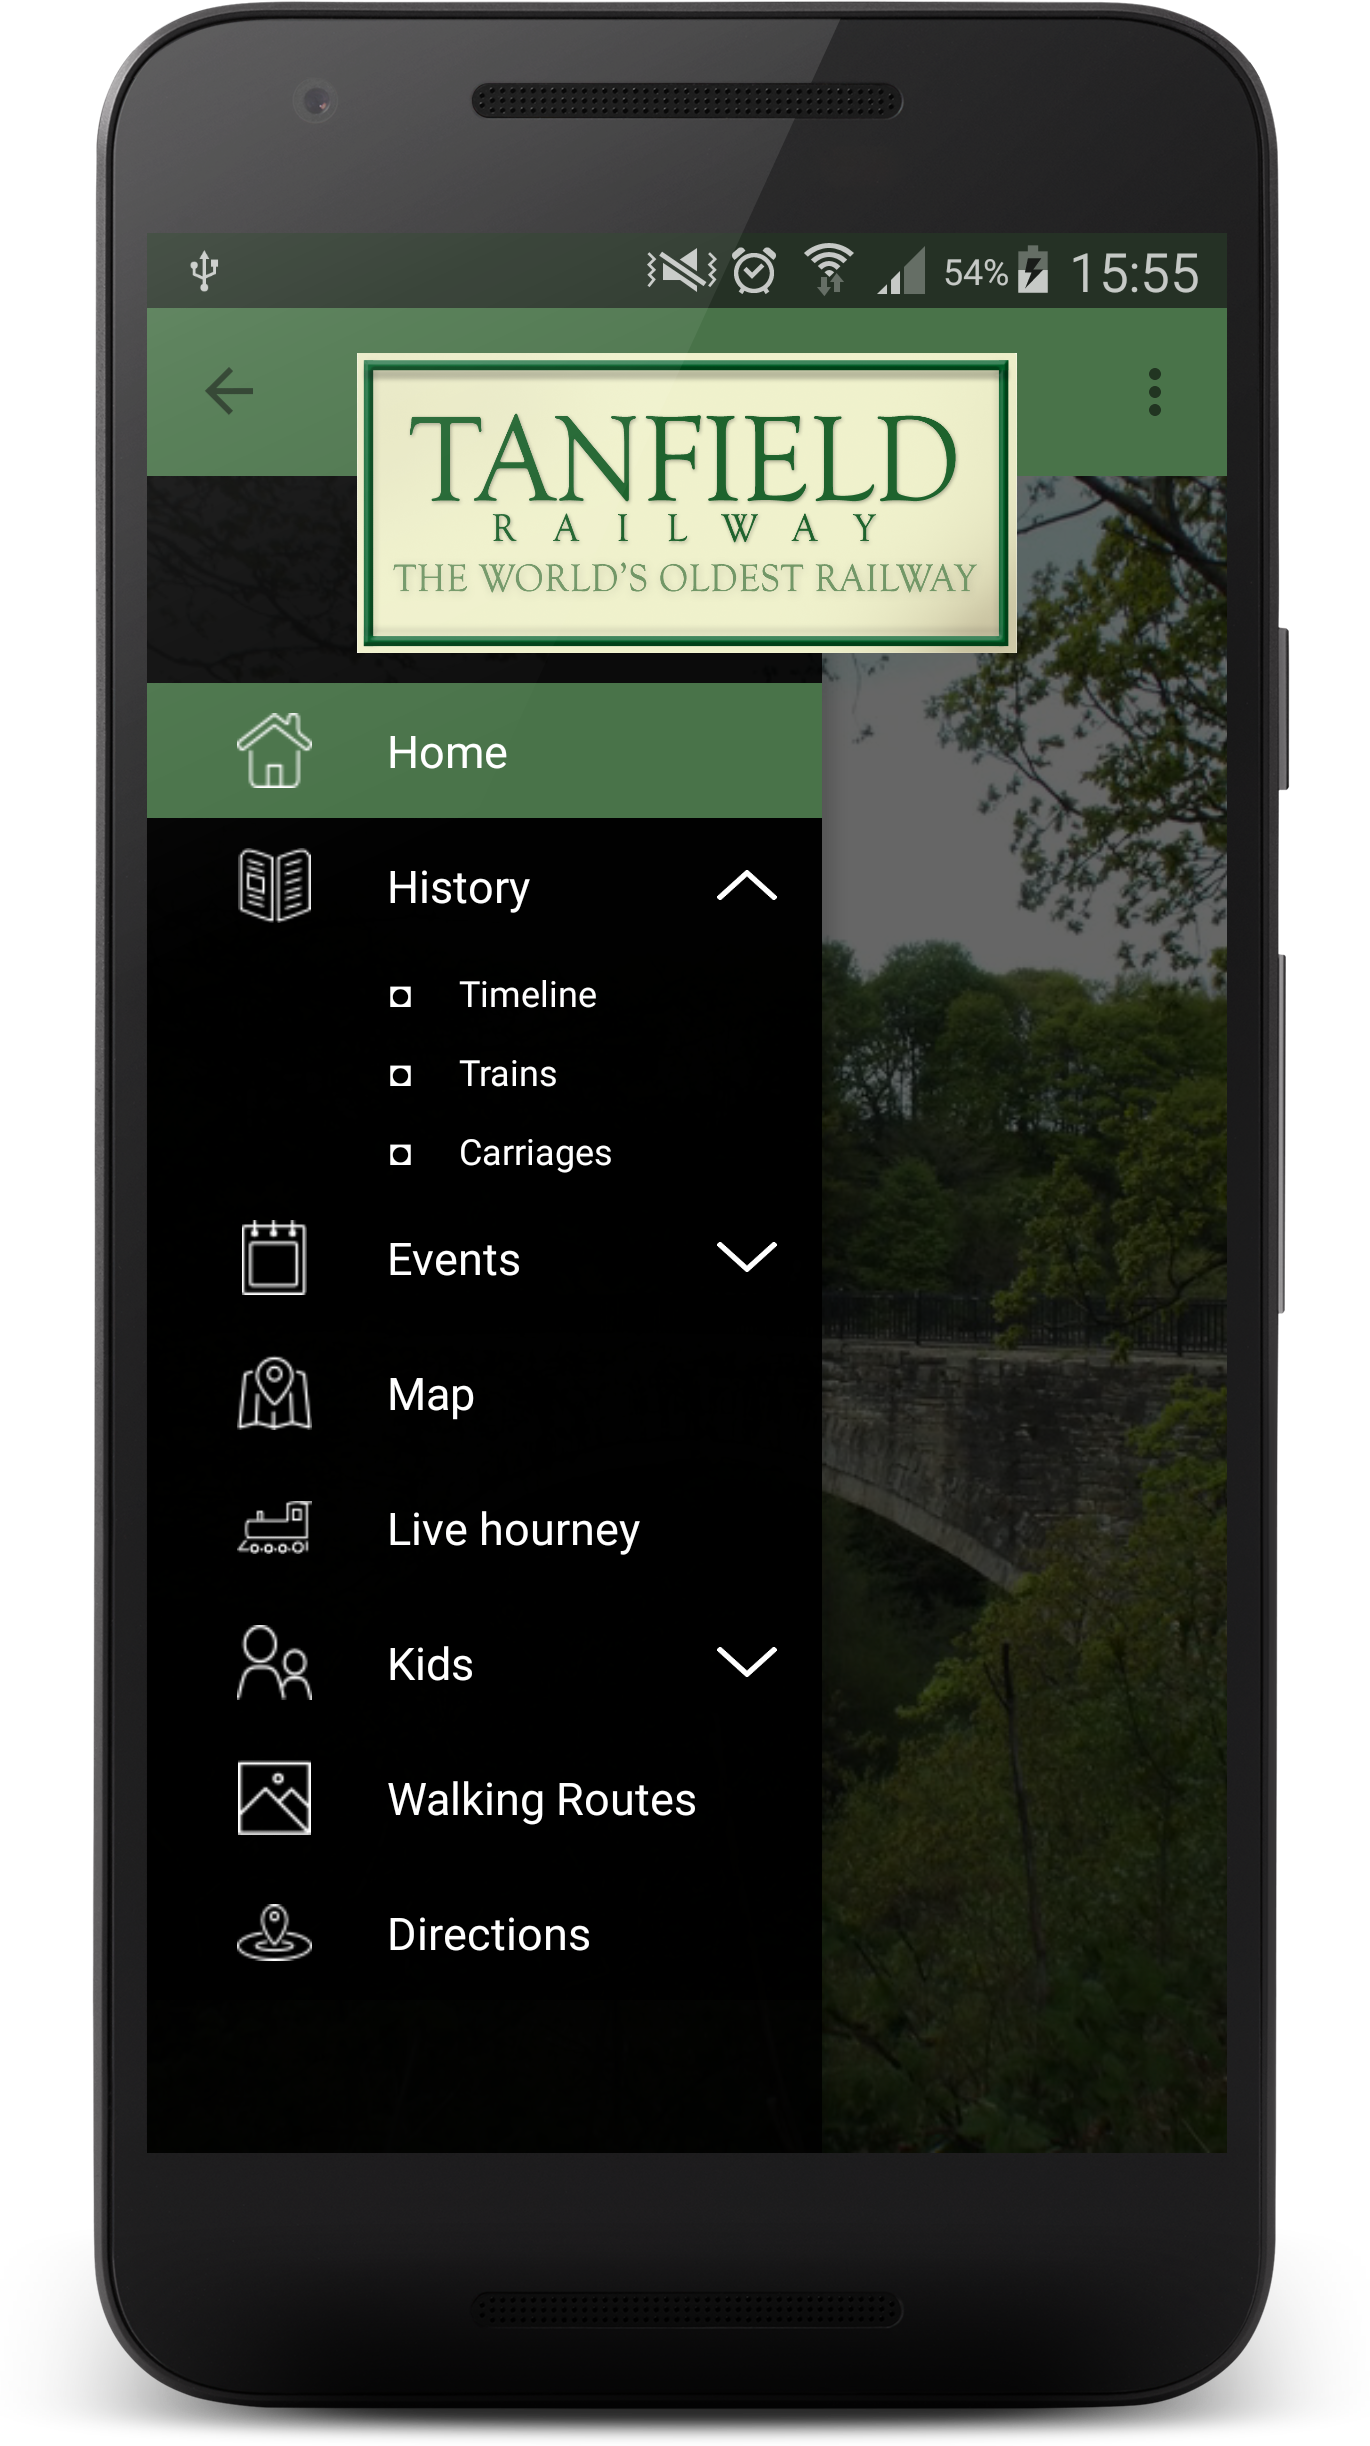 54% 15:55
TANFIELD
RAILWAY
THE WORLD'S OLDEST RAILWAY
Home
History
Timeline
Trains
Carriages
Events
Map
Live hourney
Kids
Walking Routes
Directions